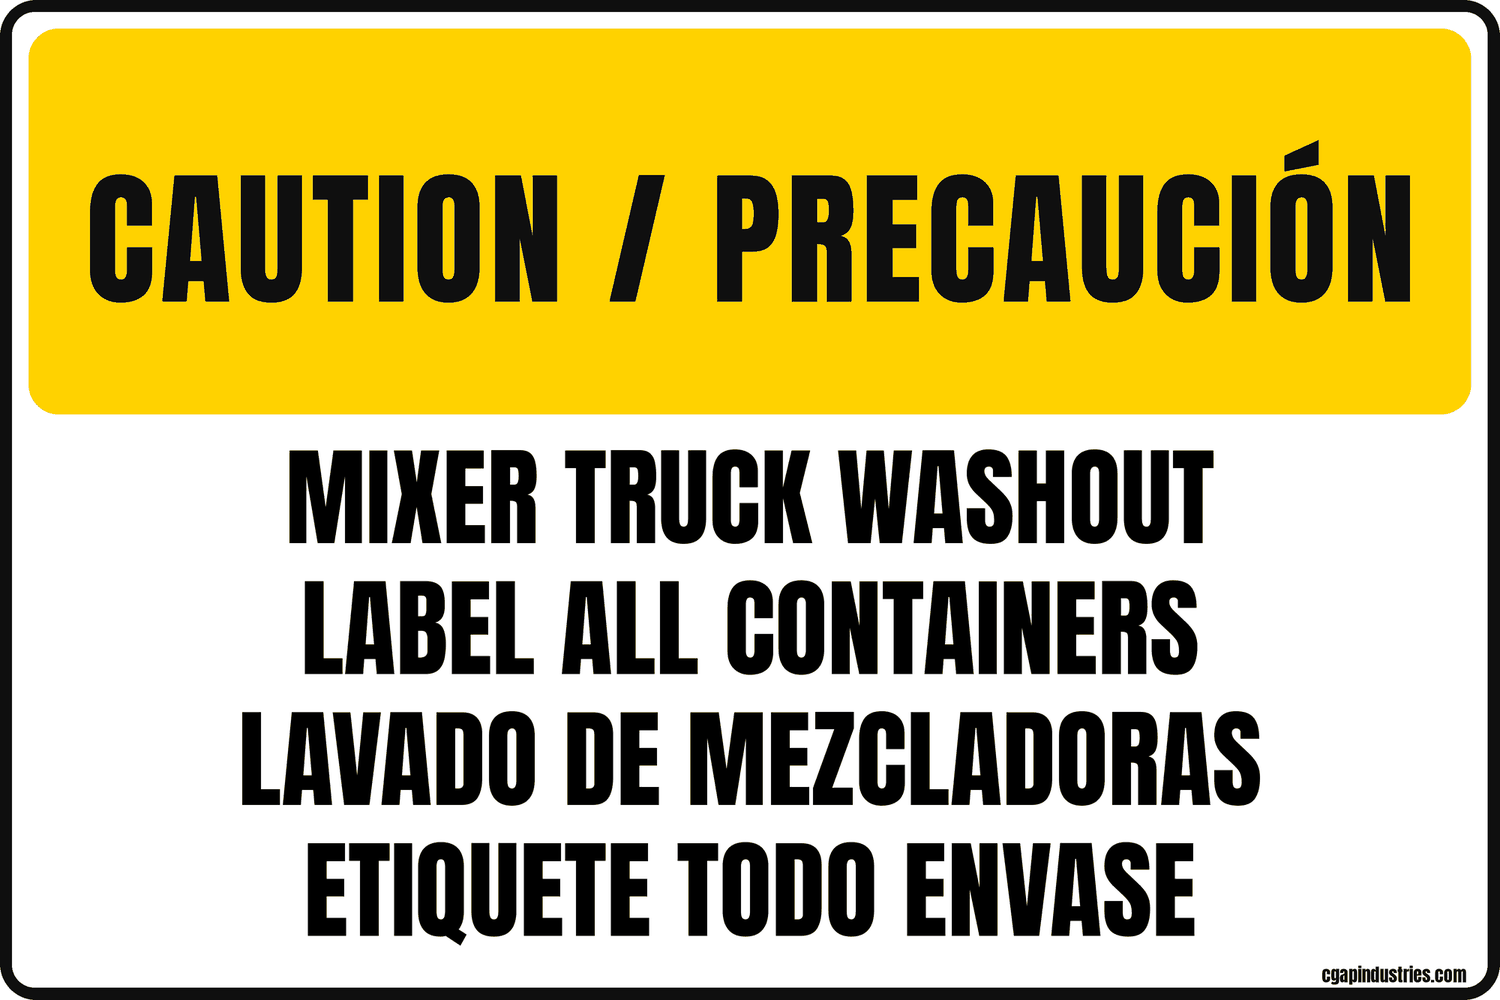 CAUTION / PRECAUCIÓN
MIXER TRUCK WASHOUT
LABEL ALL CONTAINERS
LAVADO DE MEZCLADORAS
ETIQUETE TODO ENVASE
cgapindustries.com